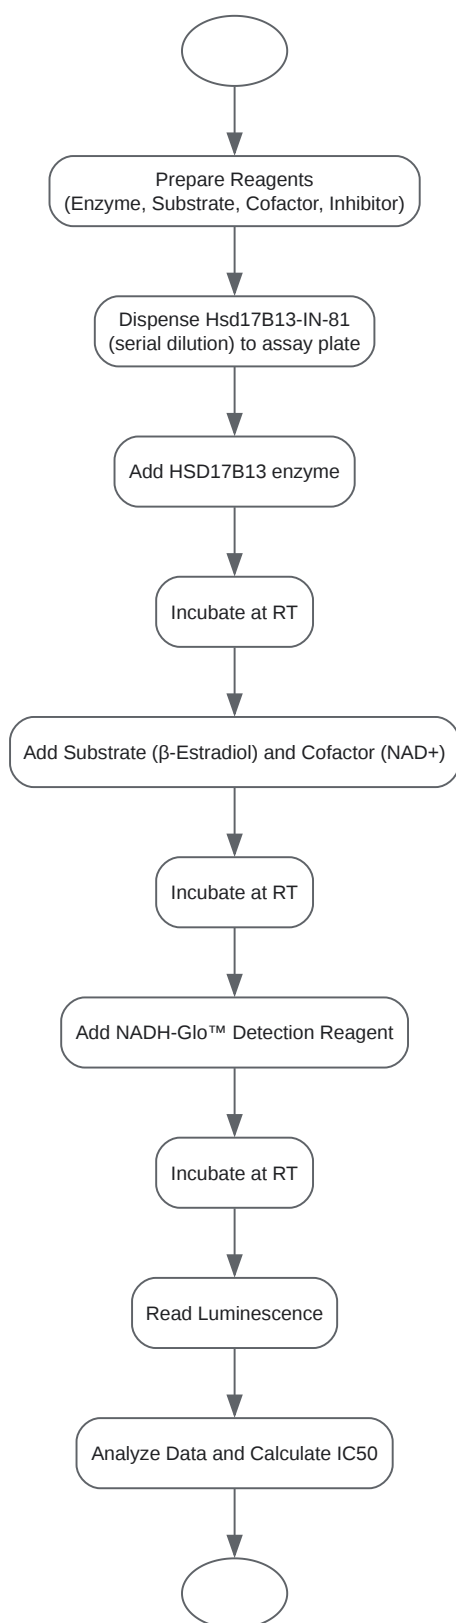 Prepare Reagents
(Enzyme, Substrate, Cofactor, Inhibitor)
Dispense Hsd17B13-IN-81
(serial dilution) to assay plate
Add HSD17B13 enzyme
Incubate at RT
Add Substrate (β-Estradiol) and Cofactor (NAD+)
Incubate at RT
Add NADH-Glo™ Detection Reagent
Incubate at RT
Read Luminescence
Analyze Data and Calculate IC50